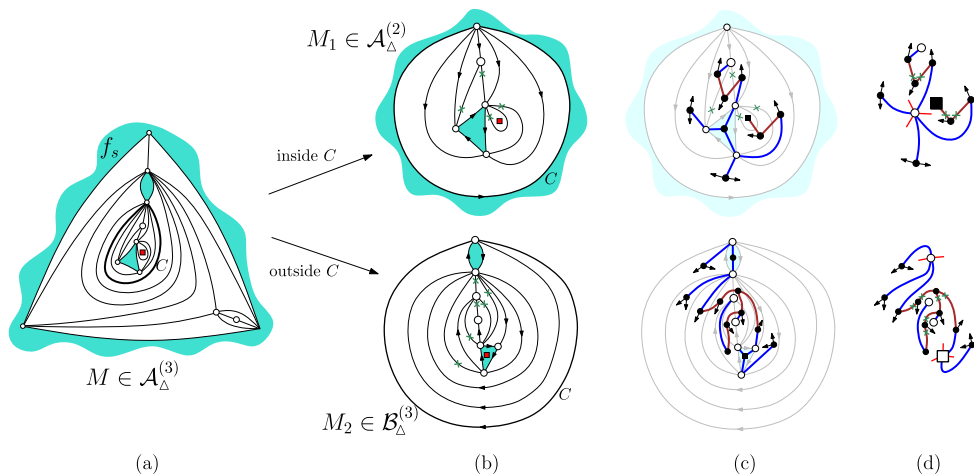 M₁ ∈ 𝒜_△^(2)
f_s
inside C
C
C
outside C
C
M ∈ 𝒜_△^(3)
M₂ ∈ ℬ_△^(3)
(a)
(b)
(c)
(d)